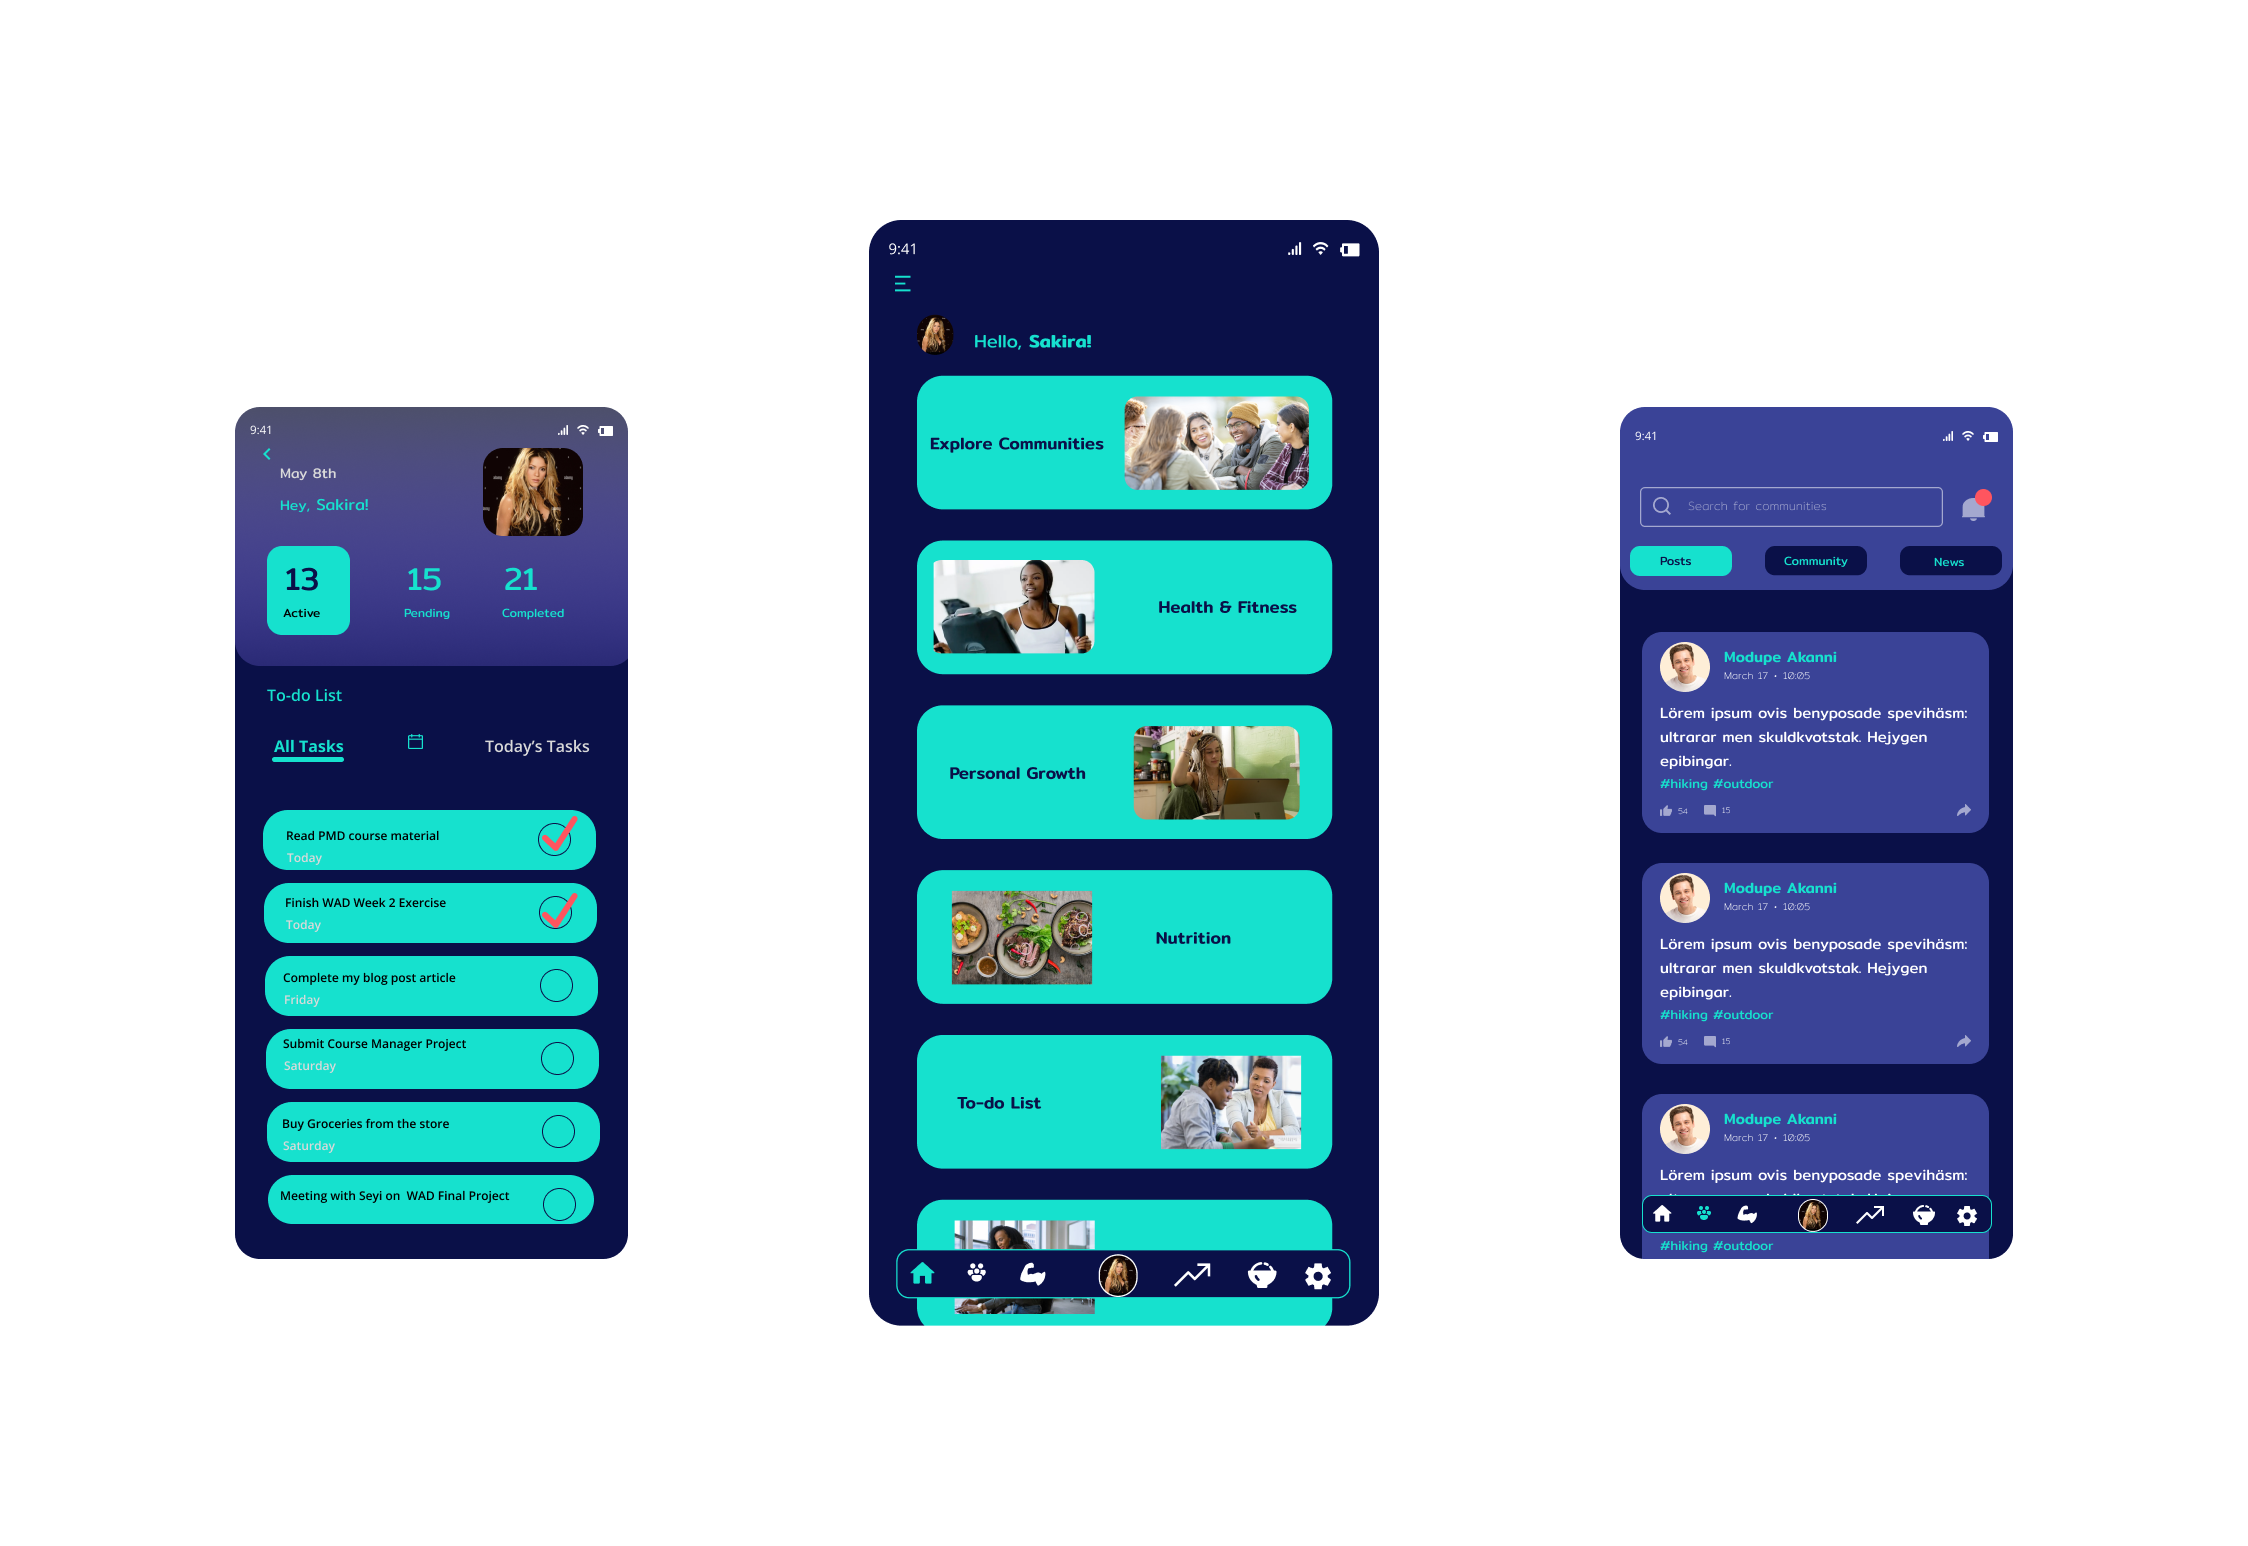 9:41
May 8th
Hey, Sakira!
13
Active
15
Pending
21
Completed
To-do List
All Tasks
Today's Tasks
Read PMD course material
Today
Finish WAD Week 2 Exercise
Today
Complete my blog post article
Friday
Submit Course Manager Project
Saturday
Buy Groceries from the store
Saturday
Meeting with Seyi on  WAD Final Project
9:41
Hello, Sakira!
Explore Communities
Health & Fitness
Personal Growth
Nutrition
To-do List
9:41
Search for communities
Posts
Community
News
Modupe Akanni
March 17 • 10:05
Lörem ipsum ovis benyposade spevihäsm:
ultrarar men skuldkvotstak. Hejygen
epibingar.
#hiking #outdoor
54
15
Modupe Akanni
March 17 • 10:05
Lörem ipsum ovis benyposade spevihäsm:
ultrarar men skuldkvotstak. Hejygen
epibingar.
#hiking #outdoor
54
15
Modupe Akanni
March 17 • 10:05
Lörem ipsum ovis benyposade spevihäsm:
#hiking #outdoor